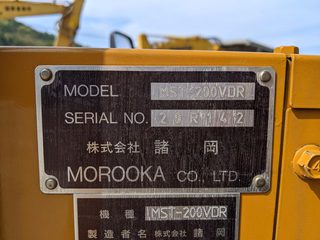 MODEL MST-200VDR
SERIAL NO. 20R142
株式会社 諸岡
MOROOKA CO., LTD.
機種 MST-200VDR
製造者名 株式会社 諸岡